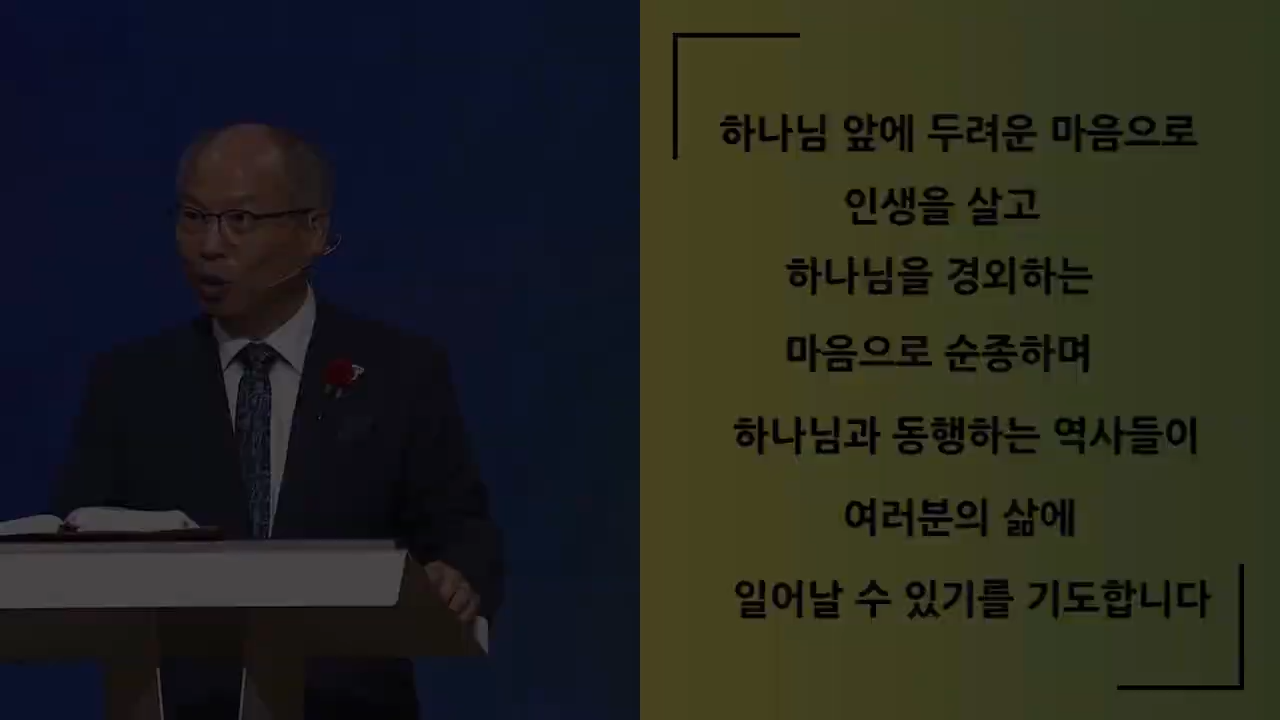 하나님 앞에 두려운 마음으로
인생을 살고
하나님을 경외하는
마음으로 순종하며
하나님과 동행하는 역사들이
여러분의 삶에
일어날 수 있기를 기도합니다